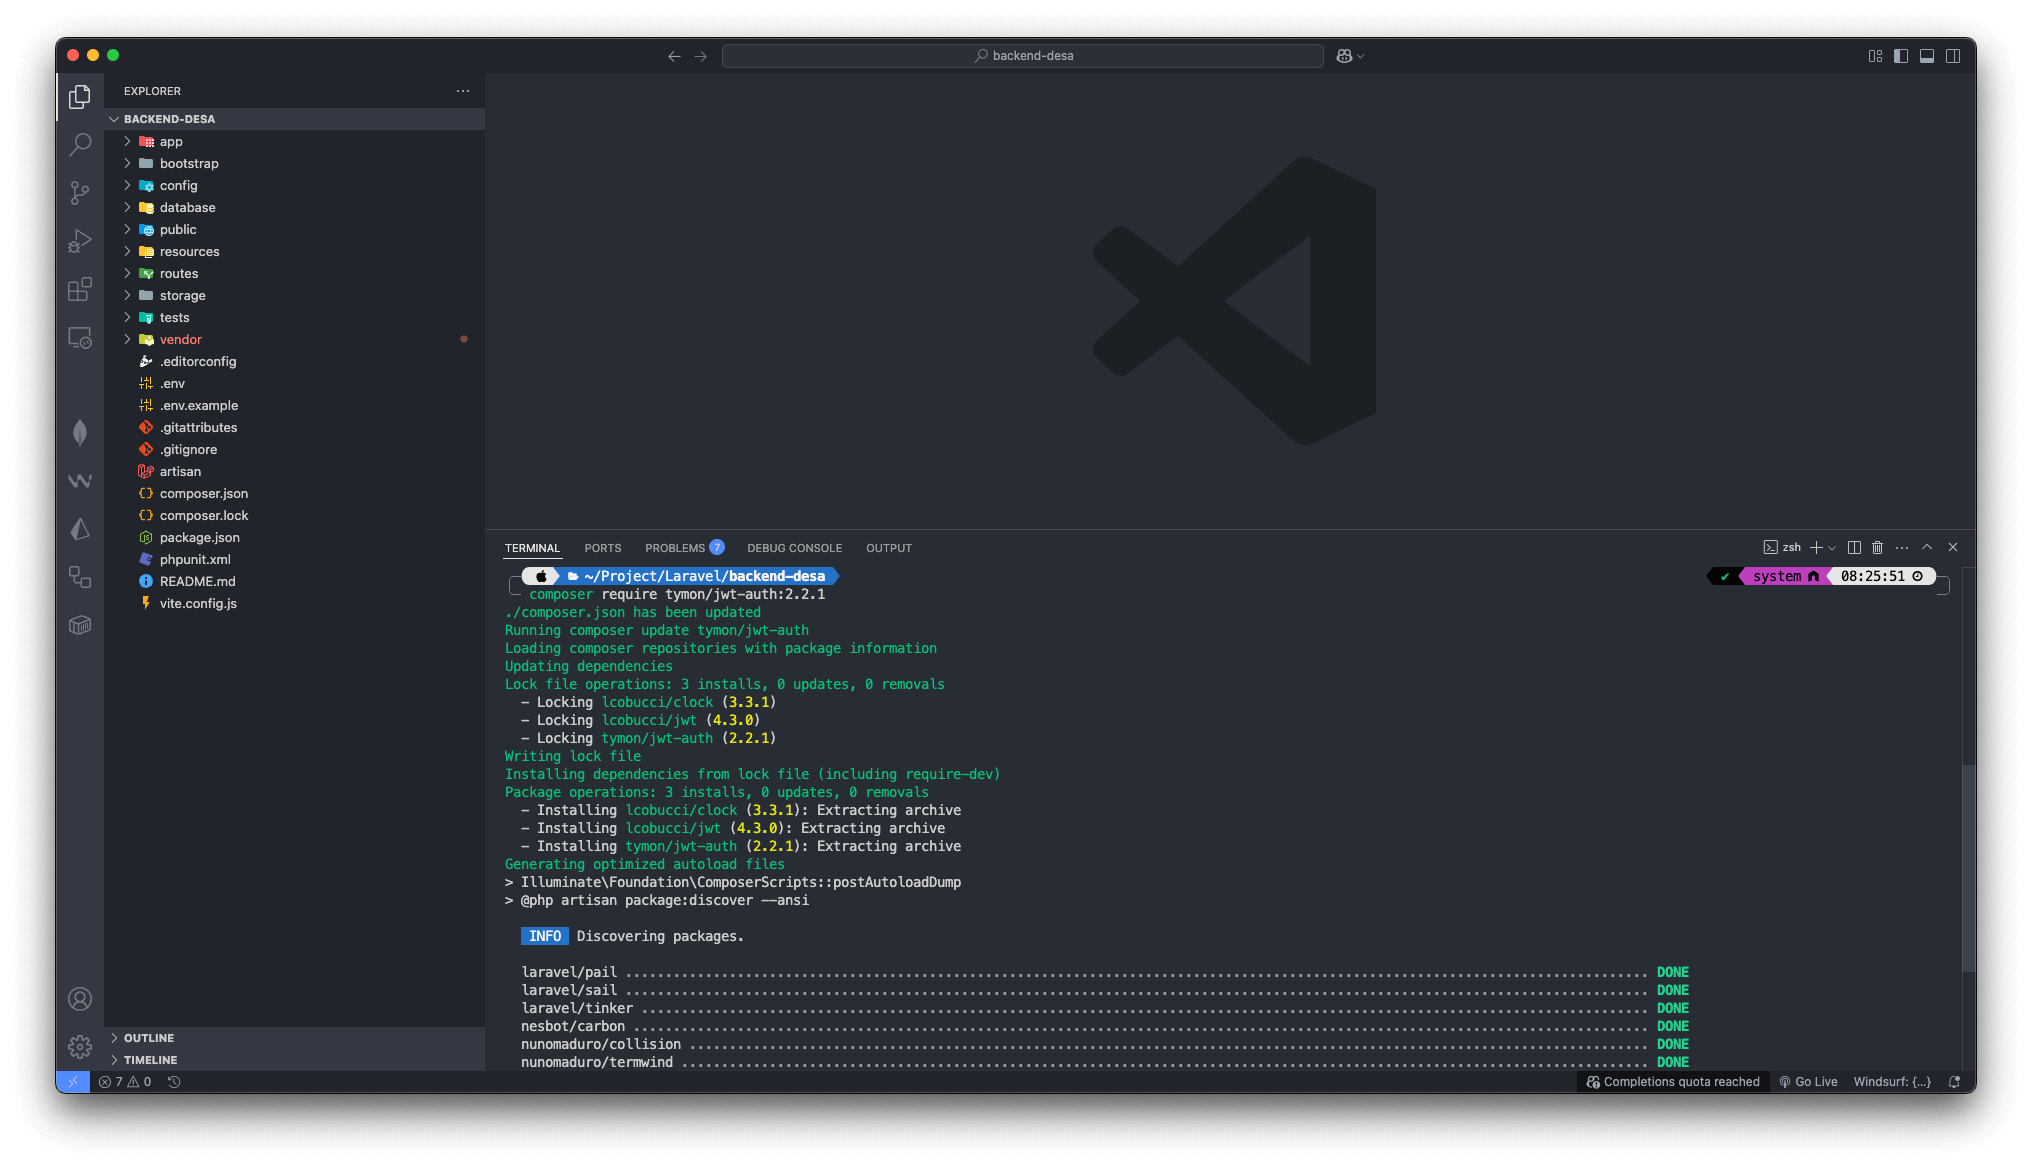 backend-desa
EXPLORER
BACKEND-DESA
app
bootstrap
config
database
public
resources
routes
storage
tests
vendor
.editorconfig
.env
.env.example
.gitattributes
.gitignore
artisan
composer.json
composer.lock
package.json
phpunit.xml
README.md
vite.config.js
OUTLINE
TIMELINE
TERMINAL PORTS PROBLEMS 7 DEBUG CONSOLE OUTPUT
zsh
~/Project/Laravel/backend-desa
system 08:25:51
composer require tymon/jwt-auth:2.2.1
./composer.json has been updated
Running composer update tymon/jwt-auth
Loading composer repositories with package information
Updating dependencies
Lock file operations: 3 installs, 0 updates, 0 removals
- Locking lcobucci/clock (3.3.1)
- Locking lcobucci/jwt (4.3.0)
- Locking tymon/jwt-auth (2.2.1)
Writing lock file
Installing dependencies from lock file (including require-dev)
Package operations: 3 installs, 0 updates, 0 removals
- Installing lcobucci/clock (3.3.1): Extracting archive
- Installing lcobucci/jwt (4.3.0): Extracting archive
- Installing tymon/jwt-auth (2.2.1): Extracting archive
Generating optimized autoload files
> Illuminate\Foundation\ComposerScripts::postAutoloadDump
> @php artisan package:discover --ansi
INFO Discovering packages.
laravel/pail ................................................................................................................................ DONE
laravel/sail ................................................................................................................................ DONE
laravel/tinker .............................................................................................................................. DONE
nesbot/carbon ............................................................................................................................... DONE
nunomaduro/collision ........................................................................................................................ DONE
nunomaduro/termwind ......................................................................................................................... DONE
7 0
Completions quota reached Go Live Windsurf: {...}